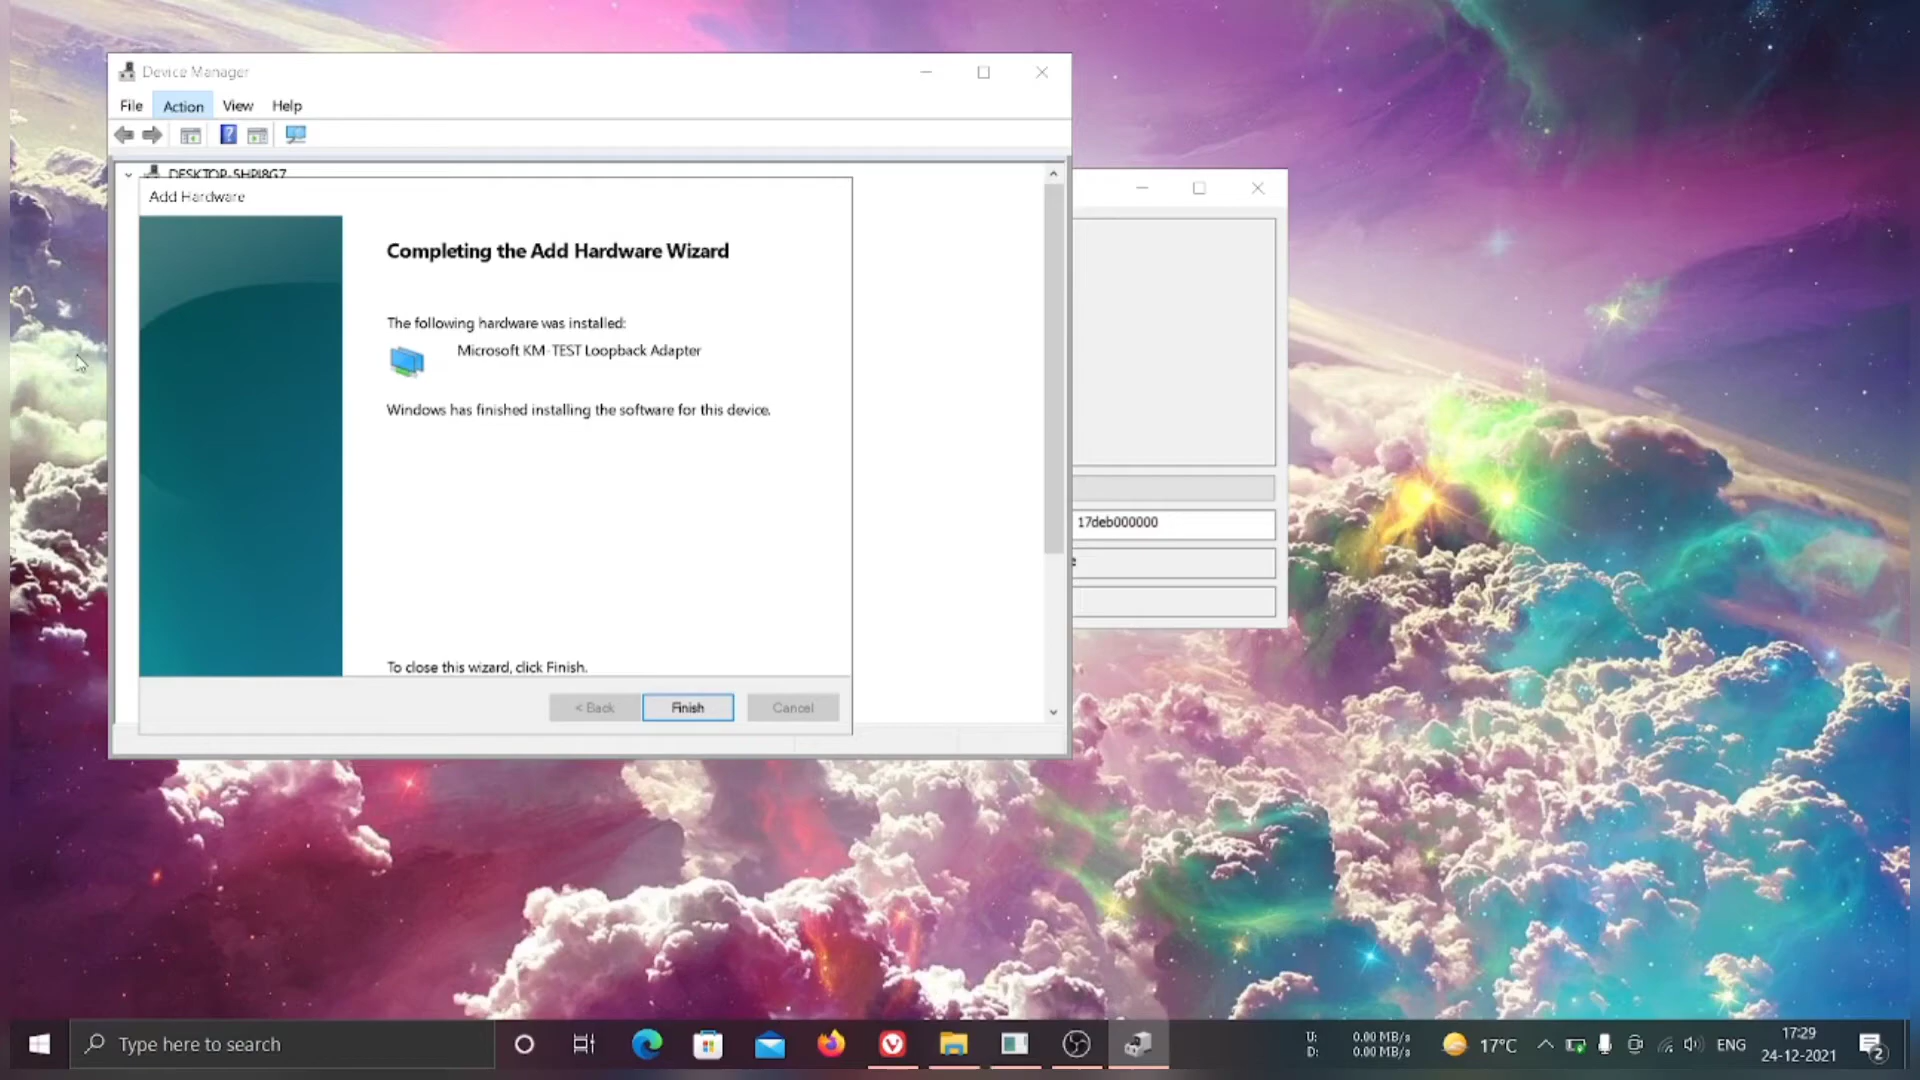 Device Manager
File Action View Help
DESKTOP-SHPI8G7
Add Hardware
Completing the Add Hardware Wizard
The following hardware was installed:
Microsoft KM-TEST Loopback Adapter
Windows has finished installing the software for this device.
To close this wizard, click Finish.
< Back Finish Cancel
17deb000000
Type here to search
U: 0.00 MB/s
D: 0.00 MB/s
17°C
ENG
17:29
24-12-2021
2